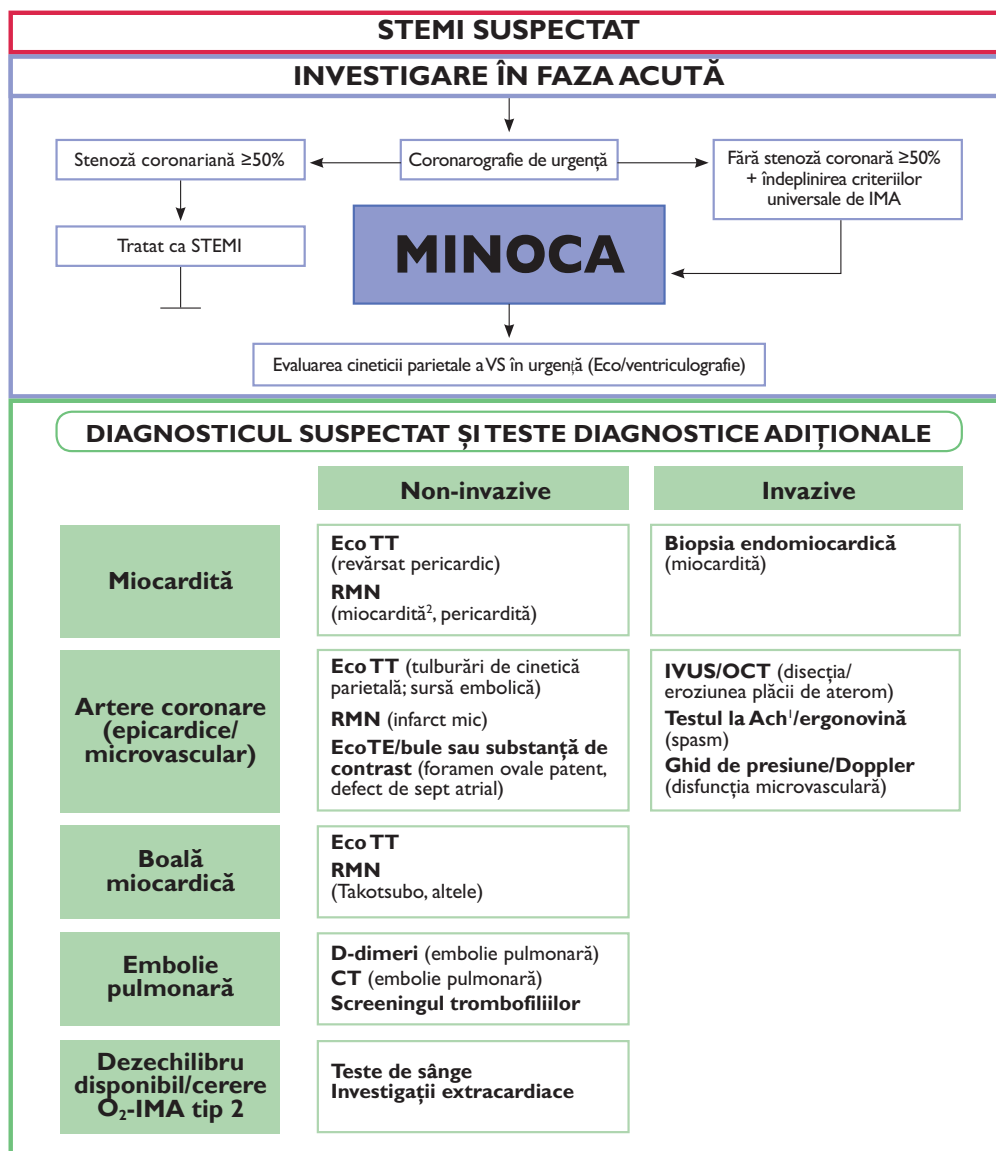 STEMI SUSPECTAT
INVESTIGARE ÎN FAZA ACUTĂ
Stenoză coronariană ≥50%
Coronarografie de urgență
Fără stenoză coronară ≥50%
+ îndeplinirea criteriilor
universale de IMA
Tratat ca STEMI
MINOCA
Evaluarea cineticii parietale a VS în urgență (Eco/ventriculografie)
DIAGNOSTICUL SUSPECTAT ȘI TESTE DIAGNOSTICE ADIȚIONALE
Non-invazive
Invazive
Miocardită
Eco TT
(revărsat pericardic)
RMN
(miocardită², pericardită)
Biopsia endomiocardică
(miocardită)
Artere coronare
(epicardice/
microvascular)
Eco TT (tulburări de cinetică
parietală; sursă embolică)
RMN (infarct mic)
EcoTE/bule sau substanță de
contrast (foramen ovale patent,
defect de sept atrial)
IVUS/OCT (disecția/
eroziunea plăcii de aterom)
Testul la Ach¹/ergonovină
(spasm)
Ghid de presiune/Doppler
(disfuncția microvasculară)
Boală
miocardică
Eco TT
RMN
(Takotsubo, altele)
Embolie
pulmonară
D-dimeri (embolie pulmonară)
CT (embolie pulmonară)
Screeningul trombofiliilor
Dezechilibru
disponibil/cerere
O₂-IMA tip 2
Teste de sânge
Investigații extracardiace